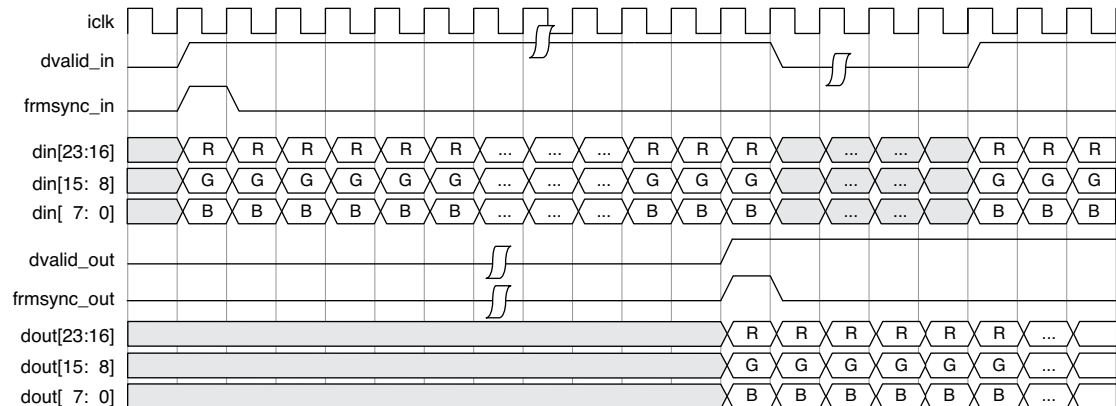 iclk
dvalid_in
frmsync_in
din[23:16] R R R R R R ... ... ... R R R ... ... R R R
din[15: 8] G G G G G G ... ... ... G G G ... ... G G G
din[ 7: 0] B B B B B B ... ... ... B B B ... ... B B B
dvalid_out
frmsync_out
dout[23:16] R R R R R R ...
dout[15: 8] G G G G G G ...
dout[ 7: 0] B B B B B B ...